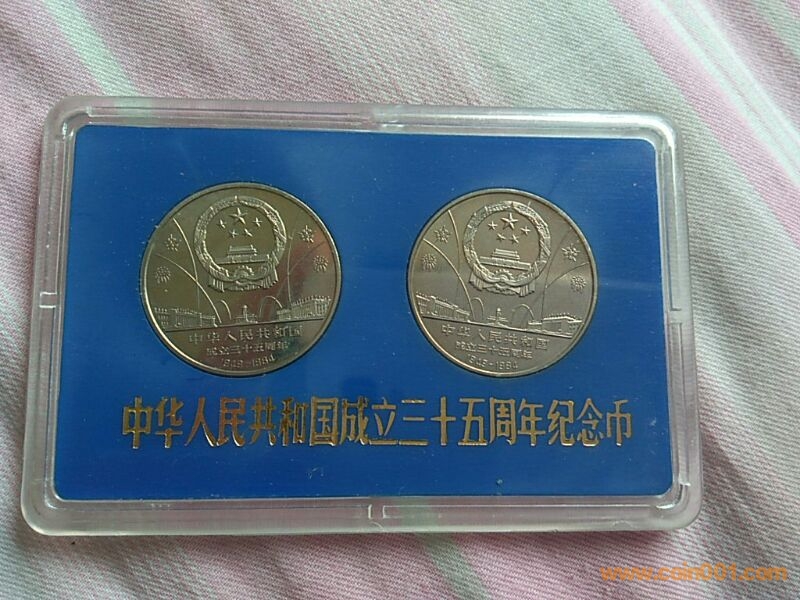 中华人民共和国
成立三十五周年
1949-1984
中华人民共和国
成立三十五周年
1949-1984
中华人民共和国成立三十五周年纪念币
www.coin001.com